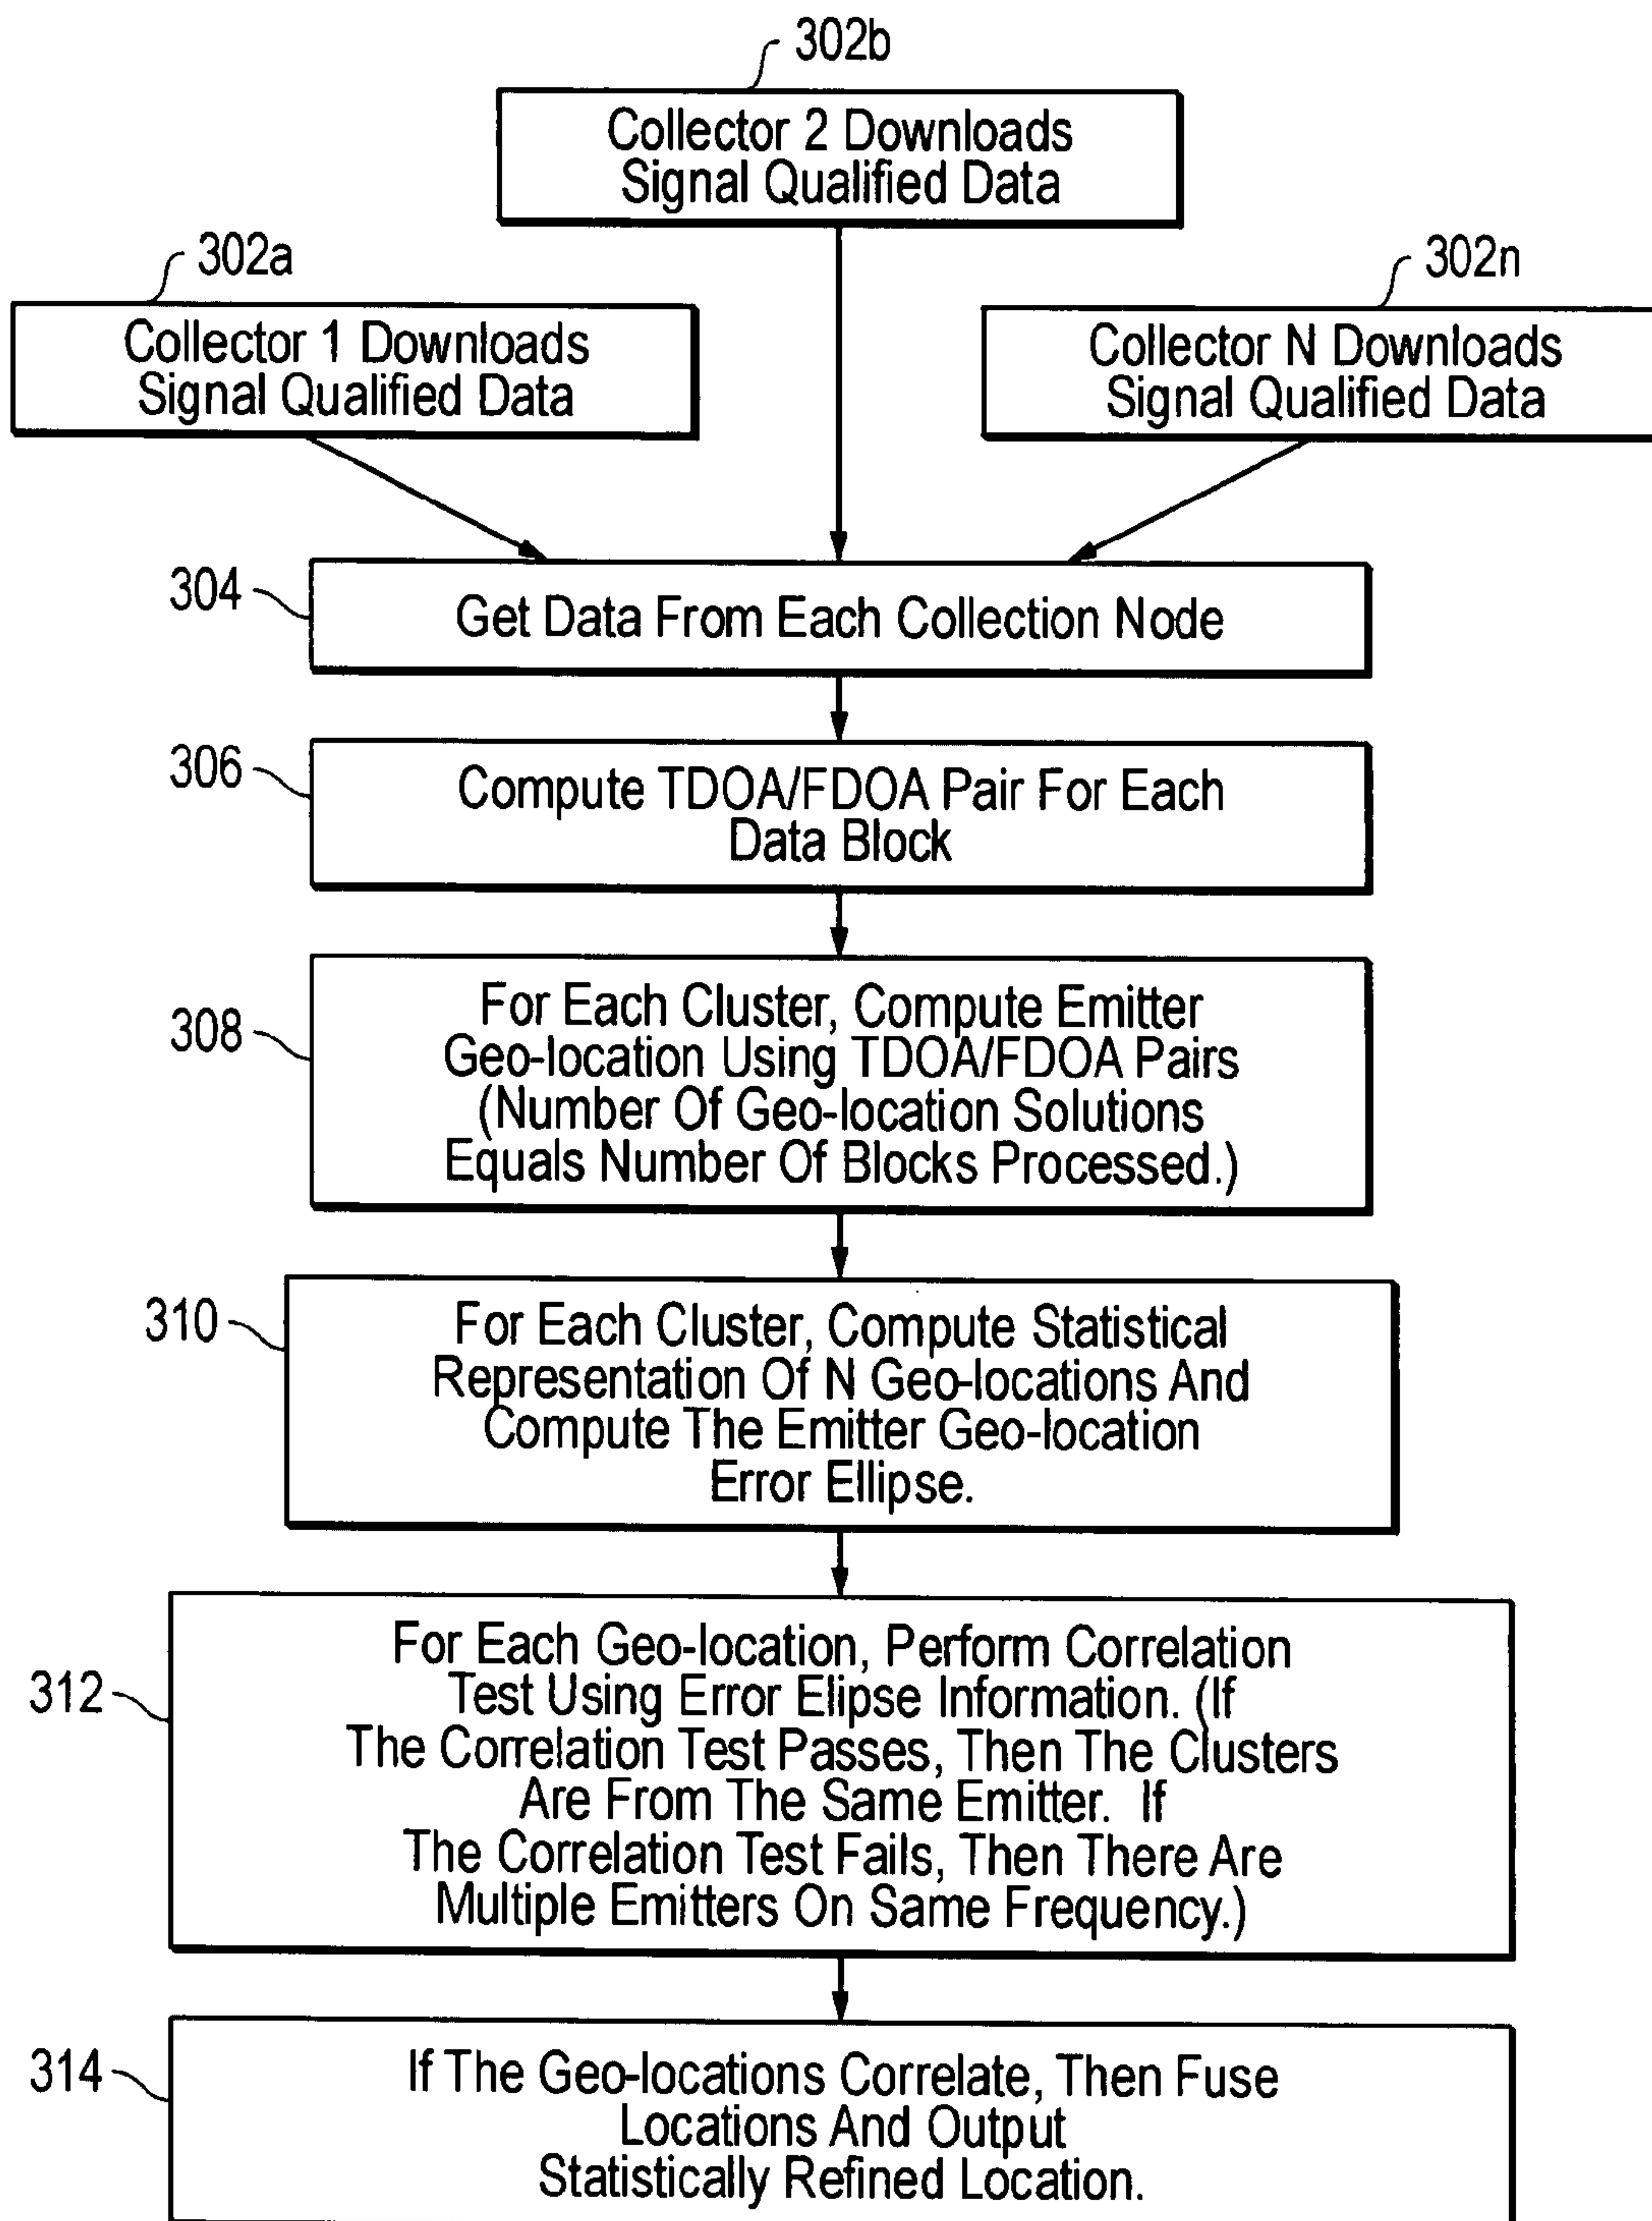 302b
Collector 2 Downloads
Signal Qualified Data
302a
Collector 1 Downloads
Signal Qualified Data
302n
Collector N Downloads
Signal Qualified Data
304
Get Data From Each Collection Node
306
Compute TDOA/FDOA Pair For Each
Data Block
308
For Each Cluster, Compute Emitter
Geo-location Using TDOA/FDOA Pairs
(Number Of Geo-location Solutions
Equals Number Of Blocks Processed.)
310
For Each Cluster, Compute Statistical
Representation Of N Geo-locations And
Compute The Emitter Geo-location
Error Ellipse.
312
For Each Geo-location, Perform Correlation
Test Using Error Elipse Information. (If
The Correlation Test Passes, Then The Clusters
Are From The Same Emitter. If
The Correlation Test Fails, Then There Are
Multiple Emitters On Same Frequency.)
314
If The Geo-locations Correlate, Then Fuse
Locations And Output
Statistically Refined Location.